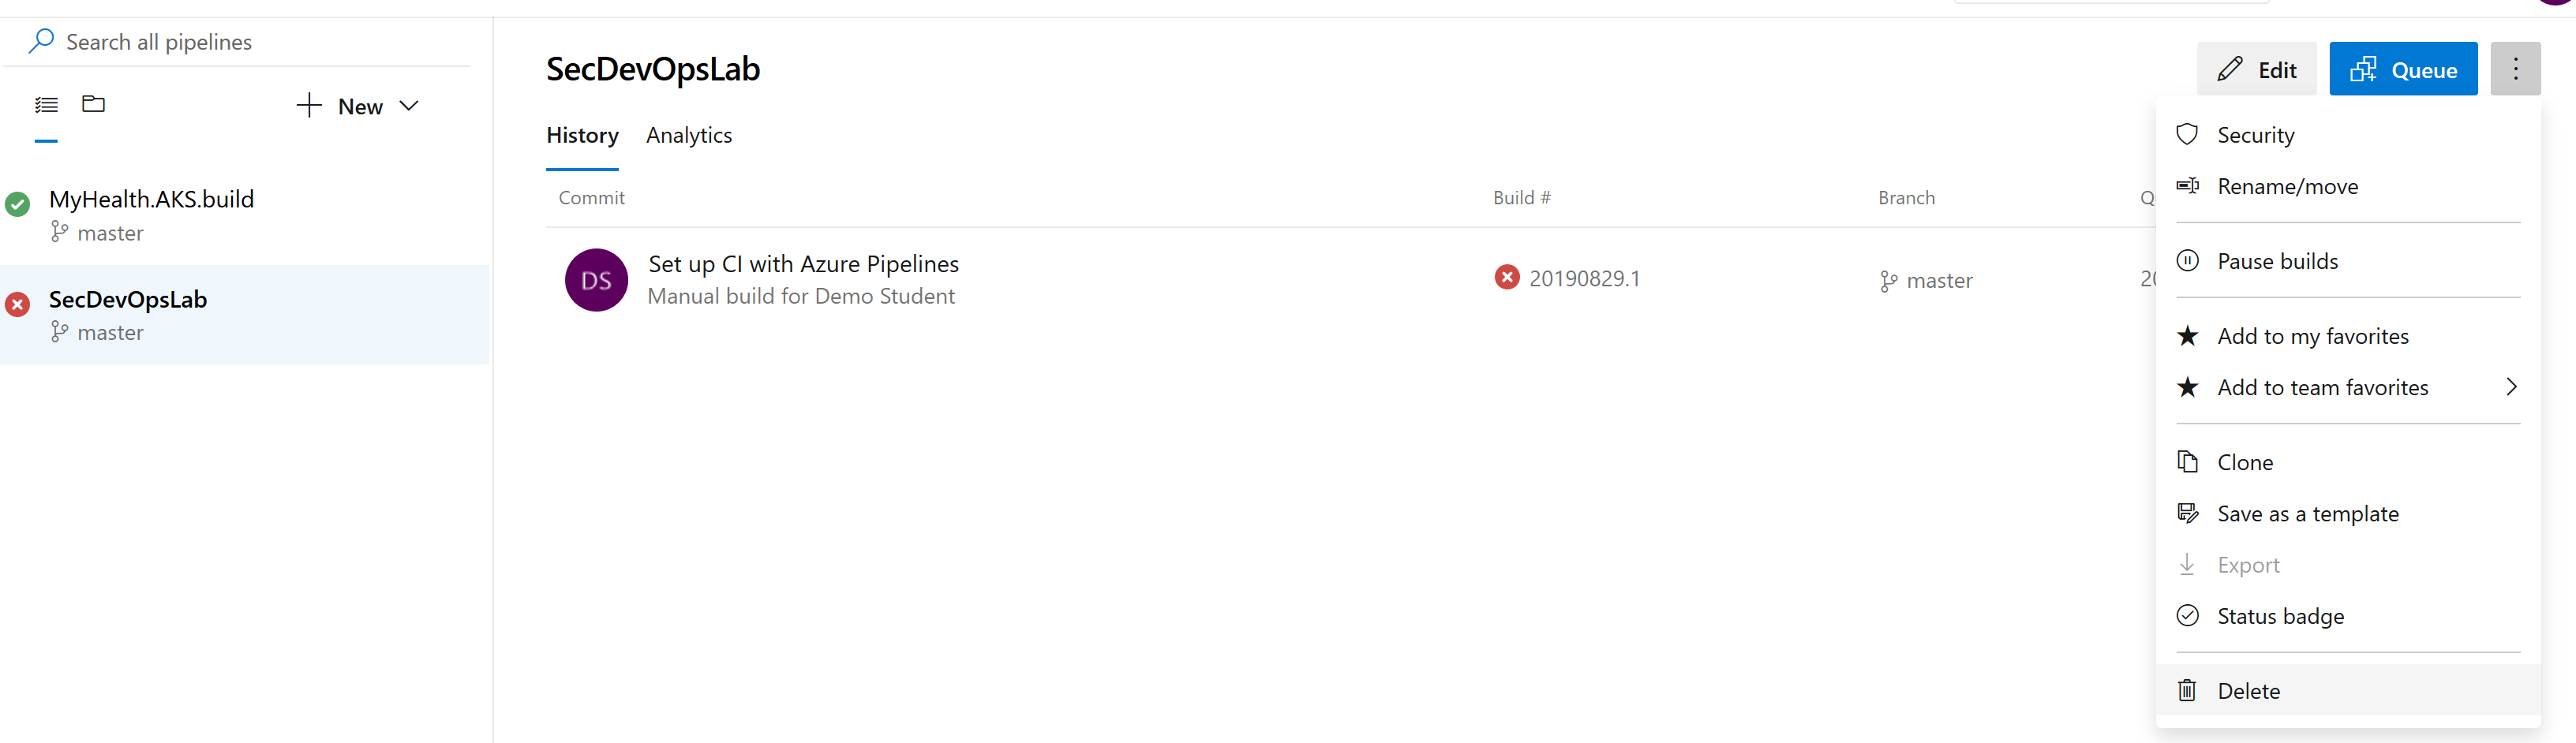 Search all pipelines
New
MyHealth.AKS.build
master
SecDevOpsLab
master
SecDevOpsLab
Edit
Queue
History Analytics
Commit Build # Branch
DS
Set up CI with Azure Pipelines
Manual build for Demo Student
20190829.1
master
Security
Rename/move
Pause builds
Add to my favorites
Add to team favorites
Clone
Save as a template
Export
Status badge
Delete